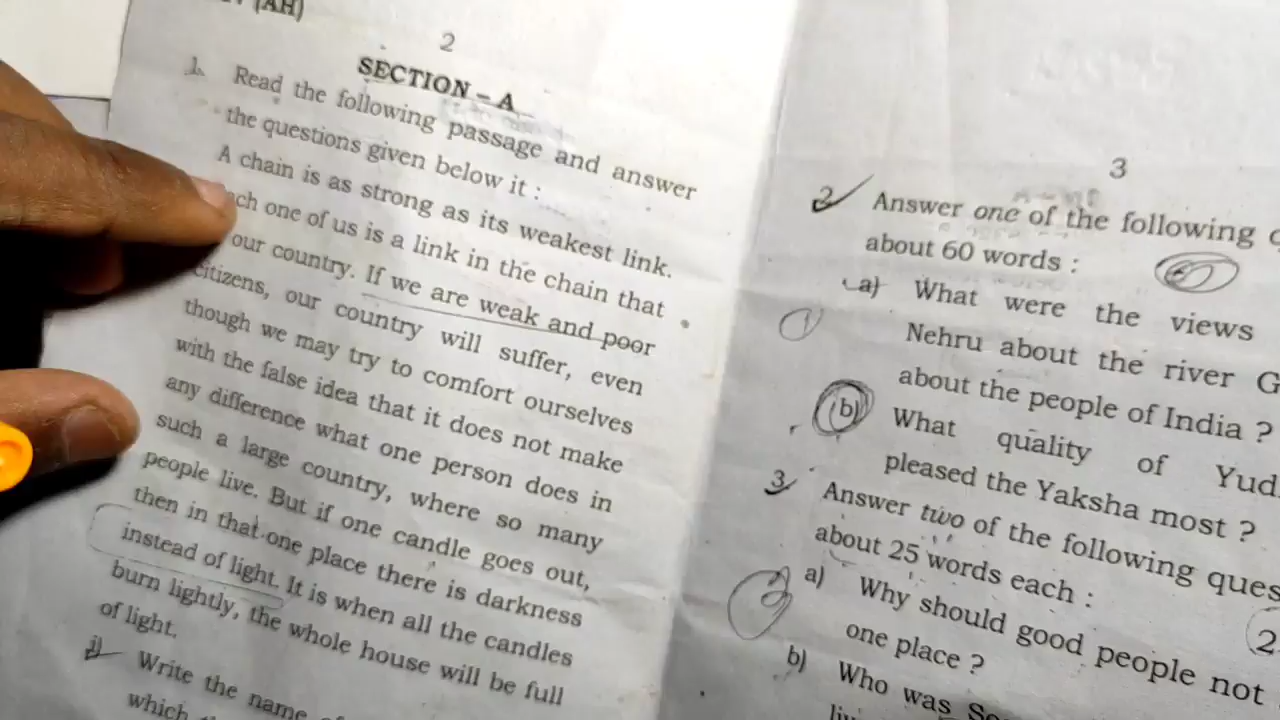 (AH)
2
SECTION – A
1. Read the following passage and answer
the questions given below it :
A chain is as strong as its weakest link.
ch one of us is a link in the chain that
our country. If we are weak and poor
citizens, our country will suffer, even
though we may try to comfort ourselves
with the false idea that it does not make
any difference what one person does in
such a large country, where so many
people live. But if one candle goes out,
then in that one place there is darkness
instead of light. It is when all the candles
burn lightly, the whole house will be full
of light.
i) Write the name
which
3
2. Answer one of the following
about 60 words :
a) What were the views
Nehru about the river G
about the people of India ?
b) What quality of Yud
pleased the Yaksha most ?
3. Answer two of the following ques
about 25 words each :
a) Why should good people not
one place ?
2
b) Who was So